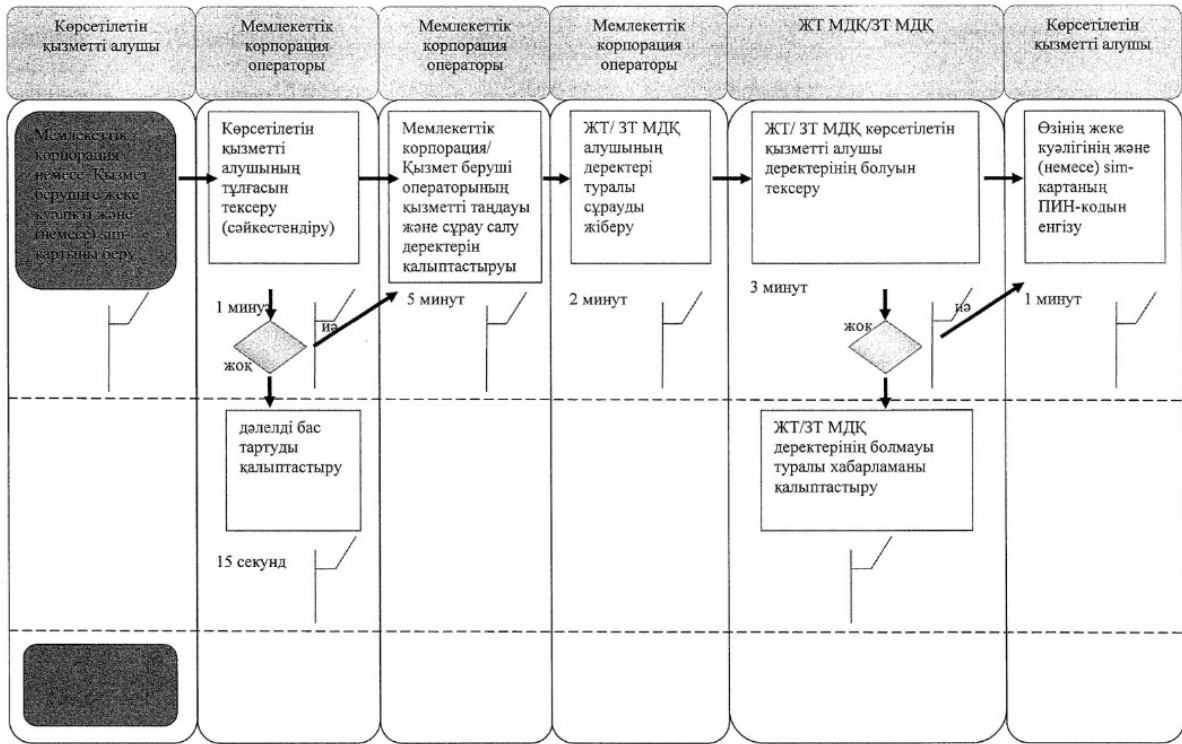 Көрсетілетін
қызметті алушы
Мемлекеттік
корпорация
операторы
Мемлекеттік
корпорация
операторы
Мемлекеттік
корпорация
операторы
ЖТ МДҚ/ЗТ МДҚ
Көрсетілетін
қызметті алушы
Мемлекеттік
корпорация
немесе Қызмет
берушіге жеке
куәлікті және
(немесе) sim-
картыны беру
Көрсетілетін
қызметті
алушының
тұлғасын
тексеру
(сәйкестендіру)
Мемлекеттік
корпорация/
Қызмет беруші
операторының
қызметті таңдауы
және сұрау салу
деректерін
қалыптастыруы
ЖТ/ ЗТ МДҚ
алушының
деректері
туралы
сұрауды
жіберу
ЖТ/ ЗТ МДҚ көрсетілетін
қызметті алушы
деректерінің болуын
тексеру
Өзінің жеке
куәлігінің және
(немесе) sim-
картаның
ПИН-кодын
енгізу
1 минут
5 минут
2 минут
3 минут
1 минут
иә
жоқ
жоқ
иә
дәлелді бас
тартуды
қалыптастыру
ЖТ/ЗТ МДҚ
деректерінің болмауы
туралы хабарламаны
қалыптастыру
15 секунд